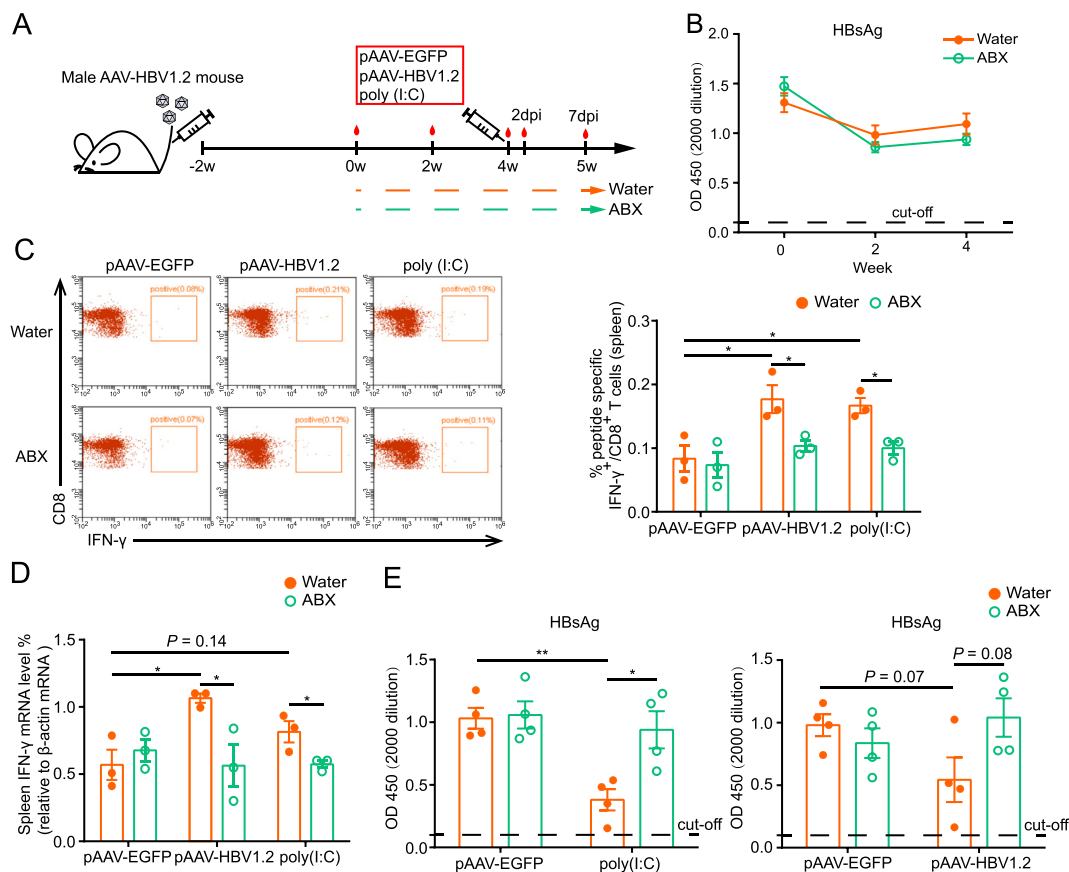 A
Male AAV-HBV1.2 mouse
pAAV-EGFP
pAAV-HBV1.2
poly (I:C)
2dpi
7dpi
-2w
0w
2w
4w
5w
Water
ABX
B
HBsAg
Water
ABX
OD 450 (2000 dilution)
2.0
1.5
1.0
0.5
0.0
cut-off
0
2
4
Week
C
pAAV-EGFP
pAAV-HBV1.2
poly (I:C)
Water
ABX
positive(0.08%)
positive(0.21%)
positive(0.19%)
positive(0.07%)
positive(0.12%)
positive(0.11%)
CD8
IFN-γ
Water
ABX
% peptide specific
IFN-γ+/CD8+ T cells (spleen)
0.3
0.2
0.1
0.0
*
*
*
*
pAAV-EGFP
pAAV-HBV1.2
poly(I:C)
D
Water
ABX
Spleen IFN-γ mRNA level %
(relative to β-actin mRNA )
1.5
1.0
0.5
0.0
P = 0.14
*
*
*
pAAV-EGFP
pAAV-HBV1.2
poly(I:C)
E
Water
ABX
HBsAg
OD 450 (2000 dilution)
1.5
1.0
0.5
0.0
**
*
cut-off
pAAV-EGFP
poly(I:C)
Water
ABX
HBsAg
OD 450 (2000 dilution)
1.5
1.0
0.5
0.0
P = 0.07
P = 0.08
cut-off
pAAV-EGFP
pAAV-HBV1.2